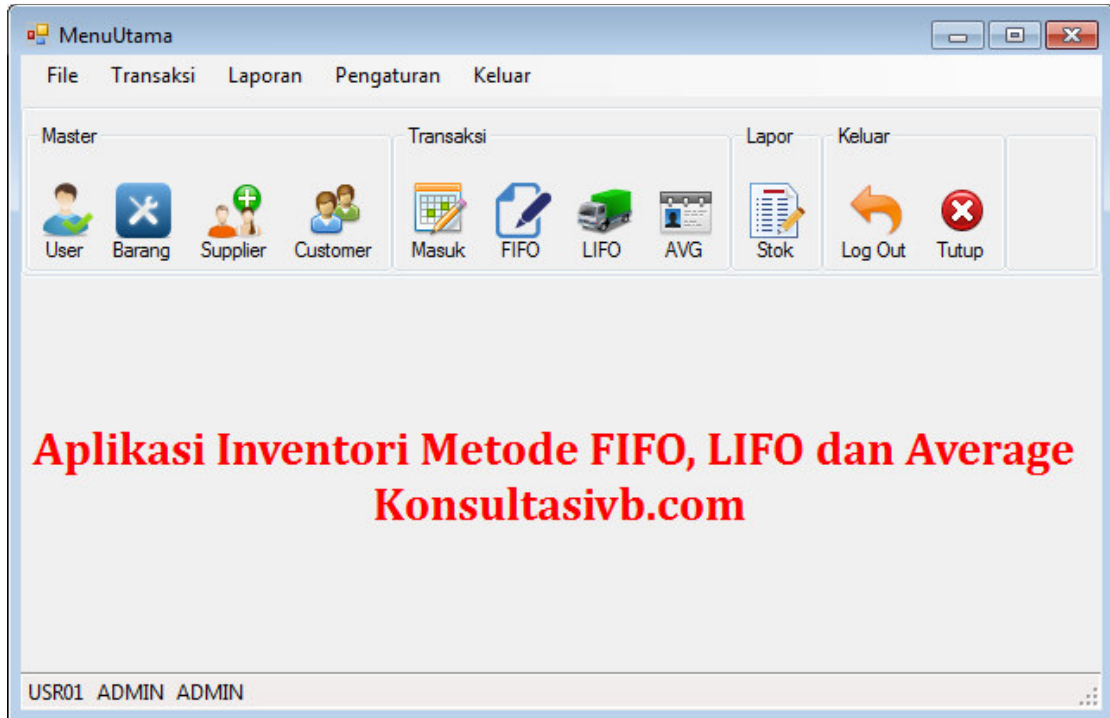 MenuUtama
File Transaksi Laporan Pengaturan Keluar
Master Transaksi Lapor Keluar
User Barang Supplier Customer Masuk FIFO LIFO AVG Stok Log Out Tutup
Aplikasi Inventori Metode FIFO, LIFO dan Average
Konsultasivb.com
USR01 ADMIN ADMIN